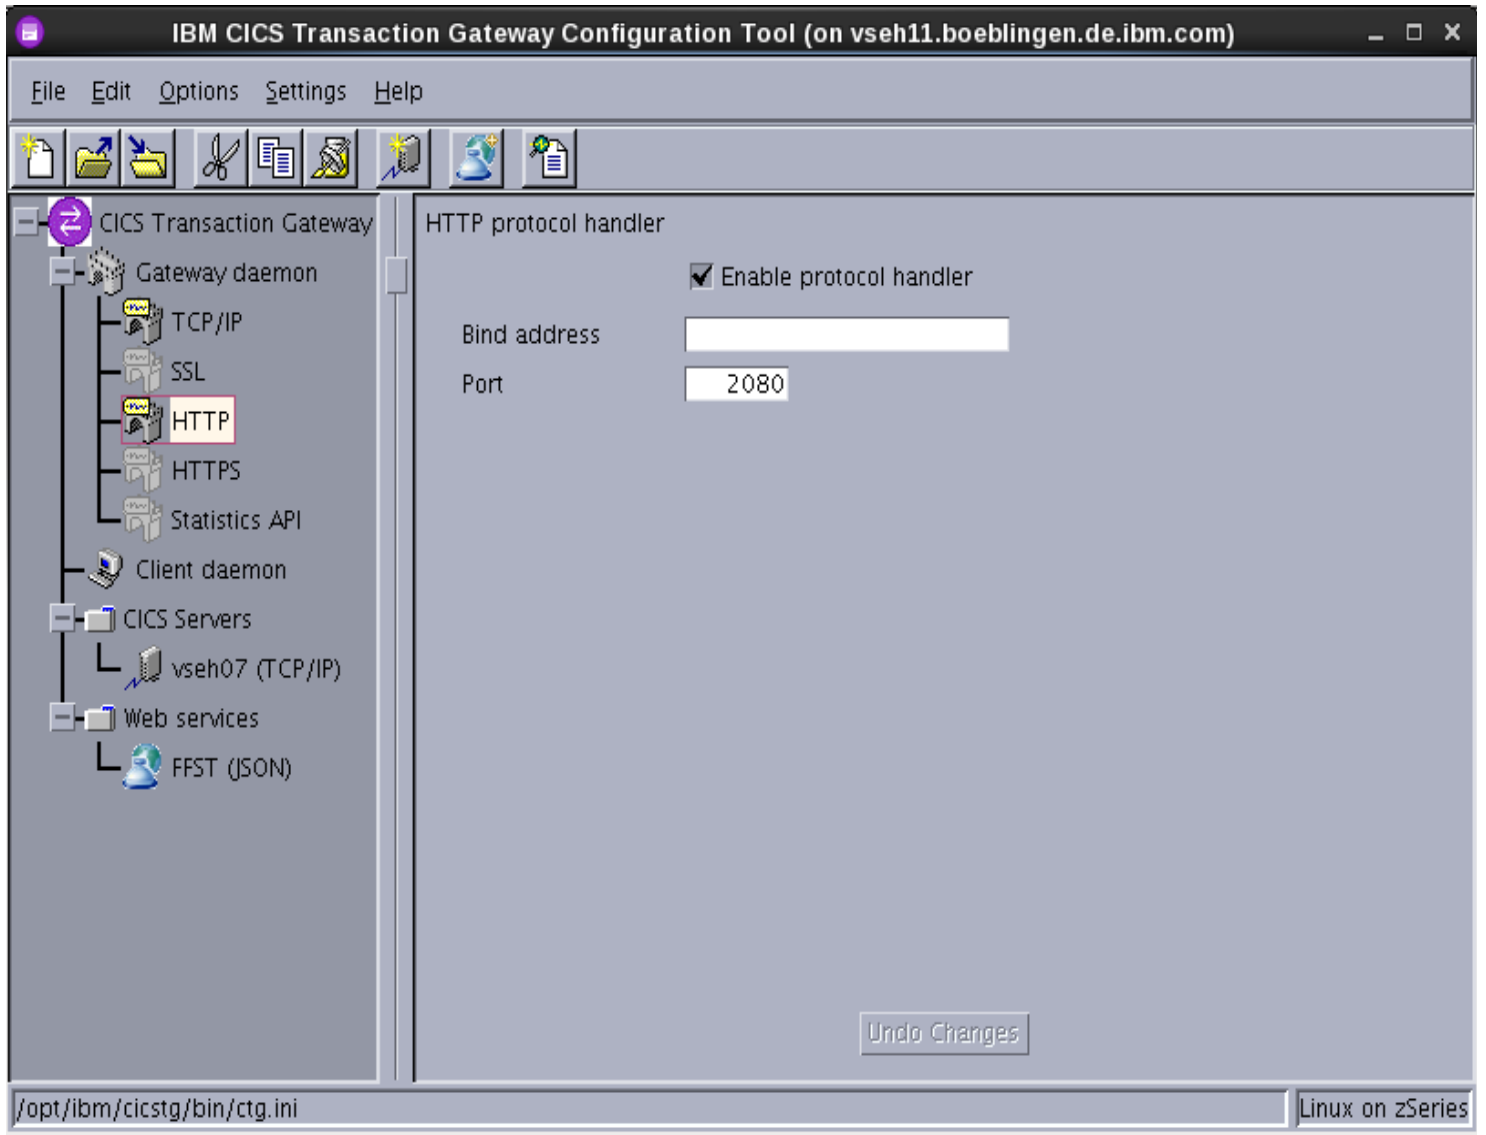 IBM CICS Transaction Gateway Configuration Tool (on vseh11.boeblingen.de.ibm.com)
File Edit Options Settings Help
CICS Transaction Gateway
Gateway daemon
TCP/IP
SSL
HTTP
HTTPS
Statistics API
Client daemon
CICS Servers
vseh07 (TCP/IP)
Web services
FFST (JSON)
HTTP protocol handler
Enable protocol handler
Bind address
Port 2080
Undo Changes
/opt/ibm/cicstg/bin/ctg.ini
Linux on zSeries